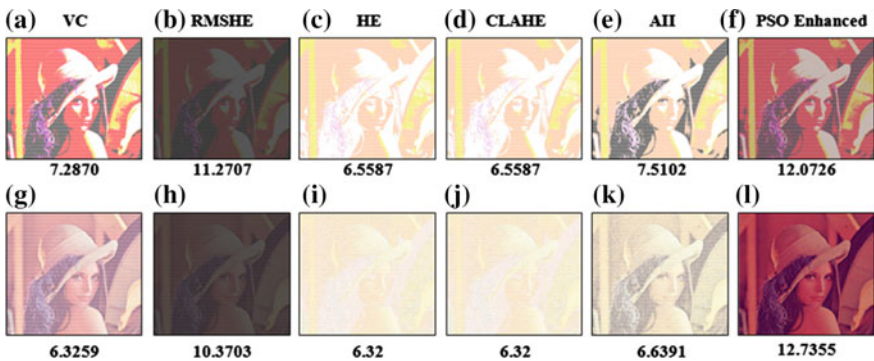 (a) VC (b) RMSHE (c) HE (d) CLAHE (e) AII (f) PSO Enhanced
7.2870 11.2707 6.5587 6.5587 7.5102 12.0726
(g) (h) (i) (j) (k) (l)
6.3259 10.3703 6.32 6.32 6.6391 12.7355